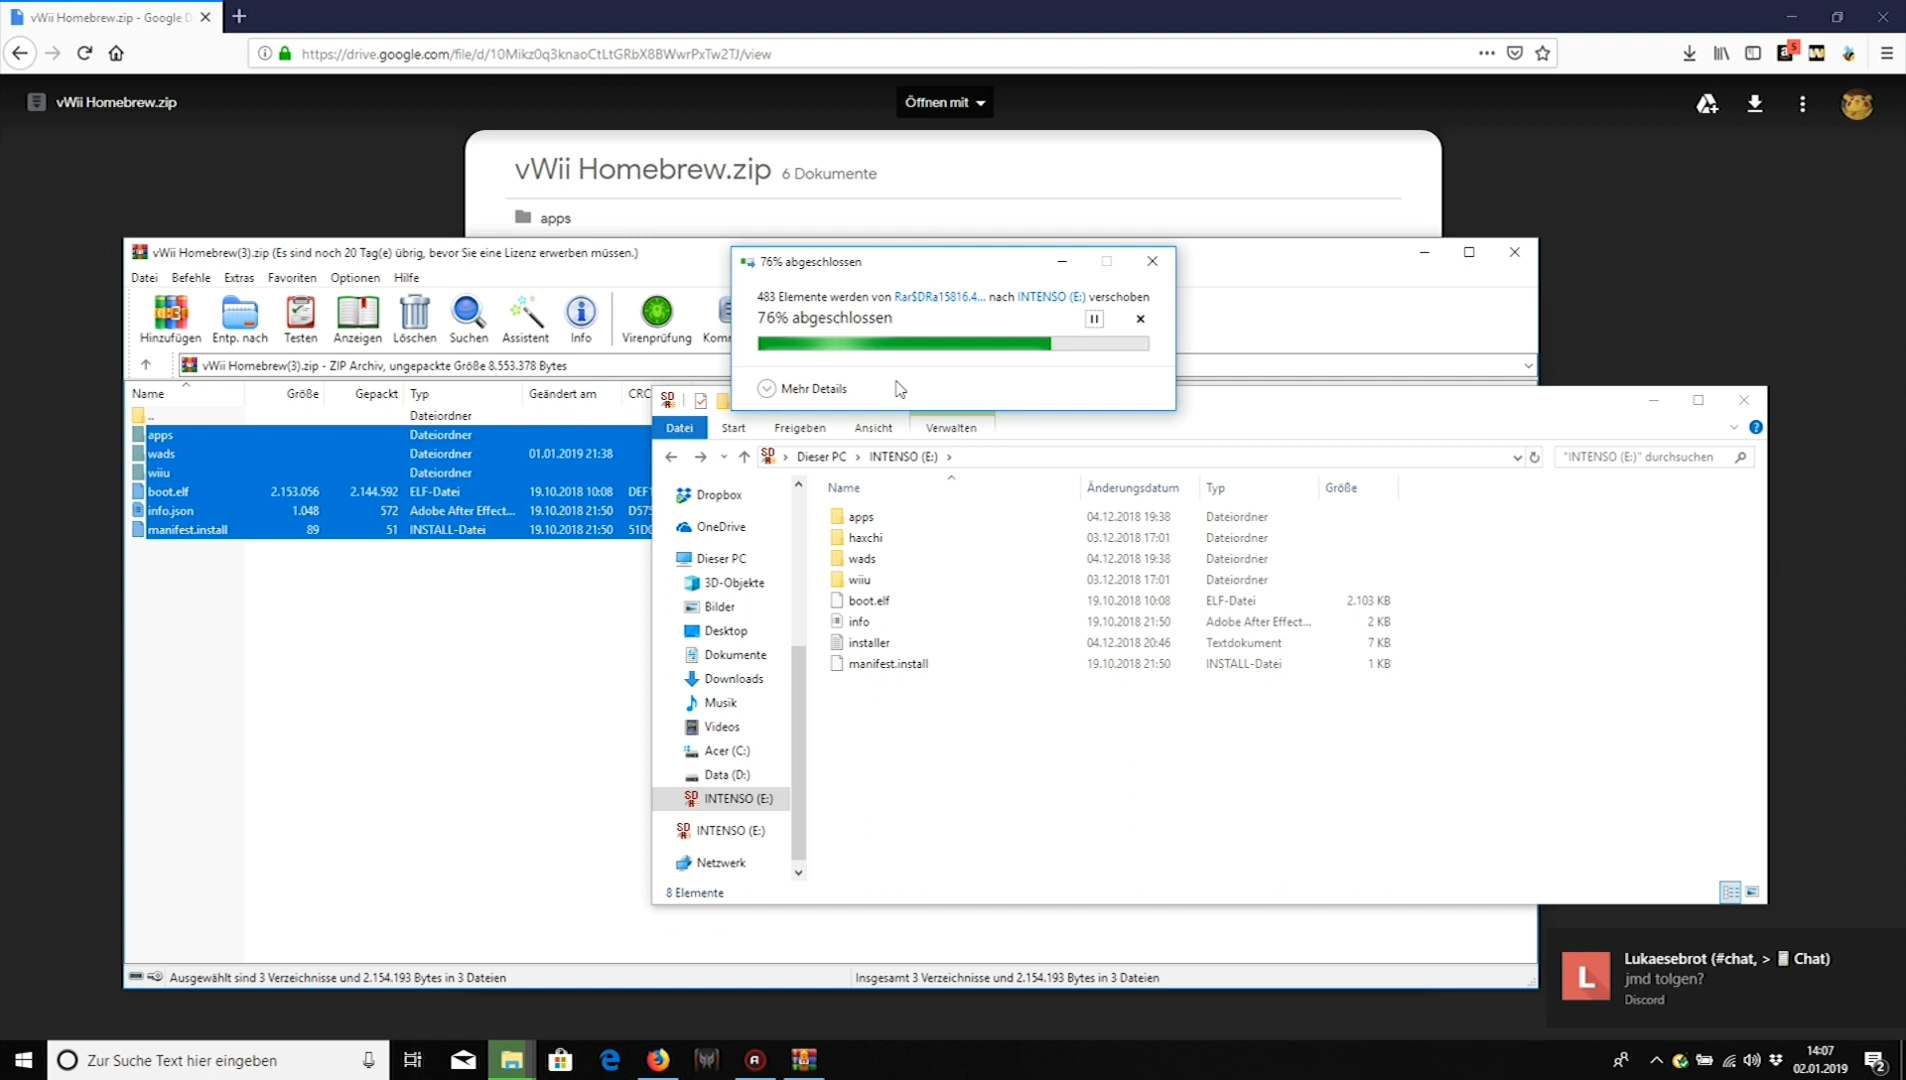 vWii Homebrew.zip - Google D
https://drive.google.com/file/d/10Mikz0q3knaoCtLtGRbX8BWwrPxTw2TJ/view
5
vWii Homebrew.zip
Öffnen mit
vWii Homebrew.zip 6 Dokumente
apps
vWii Homebrew(3).zip (Es sind noch 20 Tag(e) übrig, bevor Sie eine Lizenz erwerben müssen.)
Datei Befehle Extras Favoriten Optionen Hilfe
Hinzufügen Entp. nach Testen Anzeigen Löschen Suchen Assistent Info Virenprüfung Komm
vWii Homebrew(3).zip - ZIP Archiv, ungepackte Größe 8.553.378 Bytes
Name Größe Gepackt Typ Geändert am CRC
.. Dateiordner
apps Dateiordner
wads Dateiordner 01.01.2019 21:38
wiiu Dateiordner
boot.elf 2.153.056 2.144.592 ELF-Datei 19.10.2018 10:08 DEF1
info.json 1.048 572 Adobe After Effect... 19.10.2018 21:50 D575
manifest.install 89 51 INSTALL-Datei 19.10.2018 21:50 51D0
Ausgewählt sind 3 Verzeichnisse und 2.154.193 Bytes in 3 Dateien
Insgesamt 3 Verzeichnisse und 2.154.193 Bytes in 3 Dateien
76% abgeschlossen
483 Elemente werden von Rar$DRa15816.4... nach INTENSO (E:) verschoben
76% abgeschlossen
Mehr Details
Datei Start Freigeben Ansicht Verwalten
Dieser PC > INTENSO (E:) >
"INTENSO (E:)" durchsuchen
Dropbox
OneDrive
Dieser PC
3D-Objekte
Bilder
Desktop
Dokumente
Downloads
Musik
Videos
Acer (C:)
Data (D:)
INTENSO (E:)
INTENSO (E:)
Netzwerk
Name Änderungsdatum Typ Größe
apps 04.12.2018 19:38 Dateiordner
haxchi 03.12.2018 17:01 Dateiordner
wads 04.12.2018 19:38 Dateiordner
wiiu 03.12.2018 17:01 Dateiordner
boot.elf 19.10.2018 10:08 ELF-Datei 2.103 KB
info 19.10.2018 21:50 Adobe After Effect... 2 KB
installer 04.12.2018 20:46 Textdokument 7 KB
manifest.install 19.10.2018 21:50 INSTALL-Datei 1 KB
8 Elemente
L
Lukaesebrot (#chat, > Chat)
jmd tolgen?
Discord
Zur Suche Text hier eingeben
14:07
02.01.2019
2